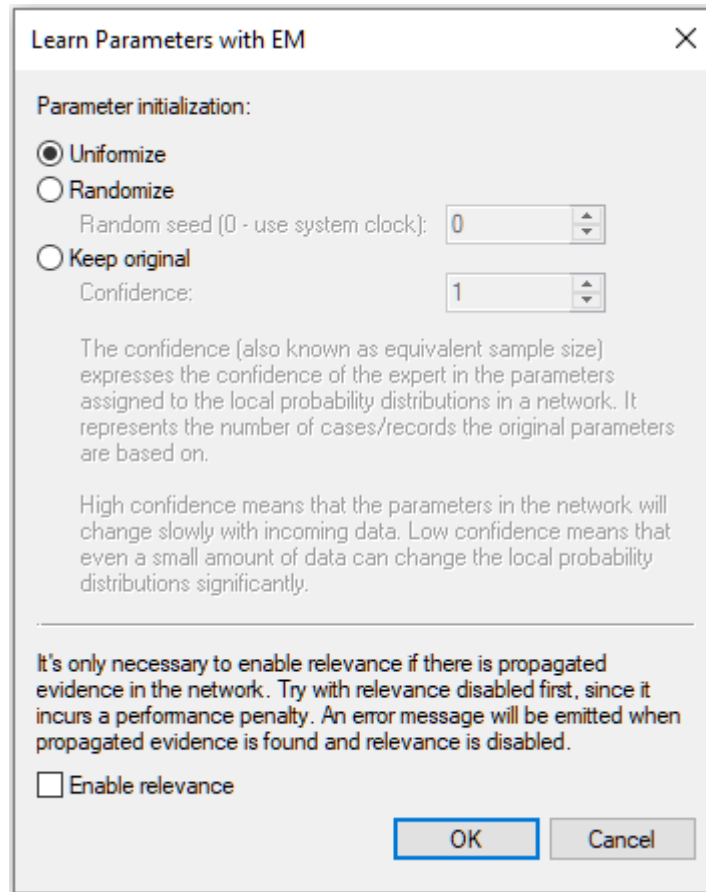 Learn Parameters with EM
Parameter initialization:
Uniformize
Randomize
Random seed (0 - use system clock): 0
Keep original
Confidence: 1
The confidence (also known as equivalent sample size)
expresses the confidence of the expert in the parameters
assigned to the local probability distributions in a network. It
represents the number of cases/records the original parameters
are based on.
High confidence means that the parameters in the network will
change slowly with incoming data. Low confidence means that
even a small amount of data can change the local probability
distributions significantly.
It's only necessary to enable relevance if there is propagated
evidence in the network. Try with relevance disabled first, since it
incurs a performance penalty. An error message will be emitted when
propagated evidence is found and relevance is disabled.
Enable relevance
OK Cancel